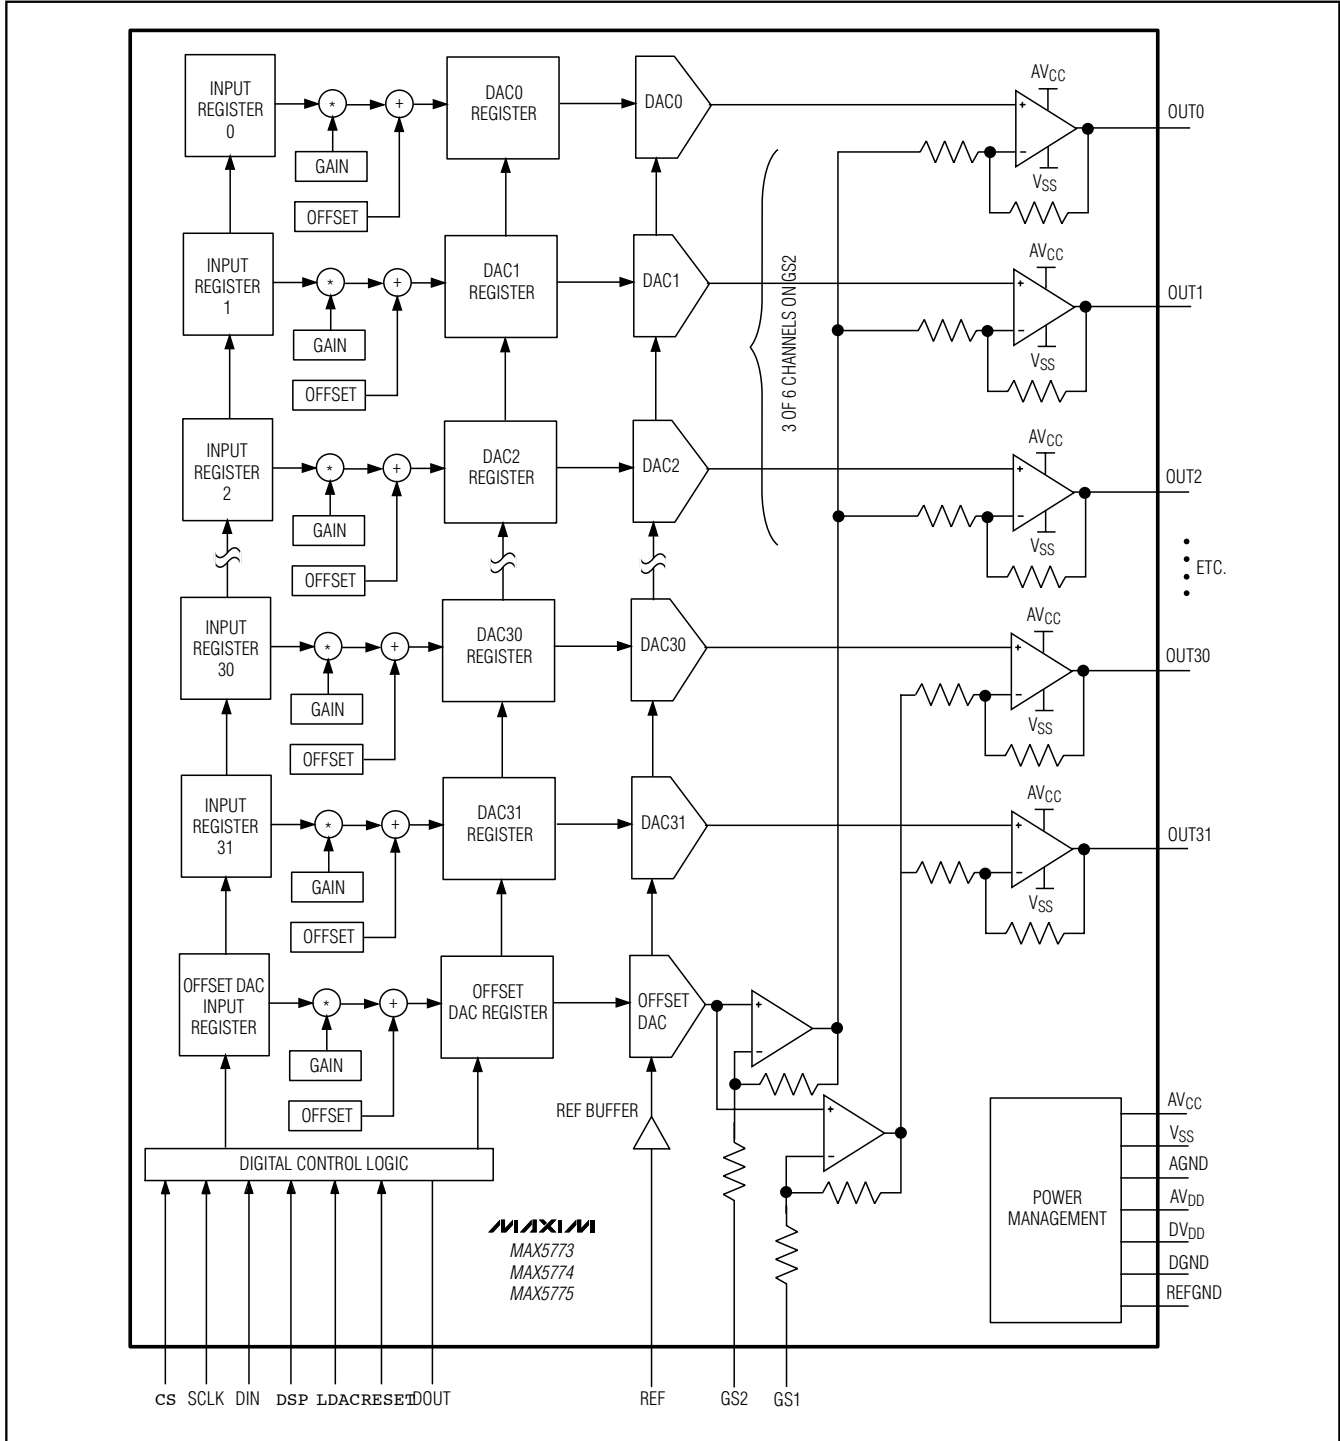 INPUT
REGISTER
0
*
+
GAIN
OFFSET
DAC0
REGISTER
DAC0
AVCC
+
−
VSS
OUT0
INPUT
REGISTER
1
*
+
GAIN
OFFSET
DAC1
REGISTER
DAC1
3 OF 6 CHANNELS ON GS2
AVCC
+
−
VSS
OUT1
INPUT
REGISTER
2
*
+
GAIN
OFFSET
DAC2
REGISTER
DAC2
AVCC
+
−
VSS
OUT2
ETC.
INPUT
REGISTER
30
*
+
GAIN
OFFSET
DAC30
REGISTER
DAC30
AVCC
+
−
VSS
OUT30
INPUT
REGISTER
31
*
+
GAIN
OFFSET
DAC31
REGISTER
DAC31
AVCC
+
−
VSS
OUT31
OFFSET DAC
INPUT
REGISTER
*
+
GAIN
OFFSET
OFFSET
DAC REGISTER
OFFSET
DAC
+
−
+
−
REF BUFFER
DIGITAL CONTROL LOGIC
MAXIM
MAX5773
MAX5774
MAX5775
POWER
MANAGEMENT
AVCC
VSS
AGND
AVDD
DVDD
DGND
REFGND
CS SCLK DIN DSP LDAC RESET DOUT REF GS2 GS1